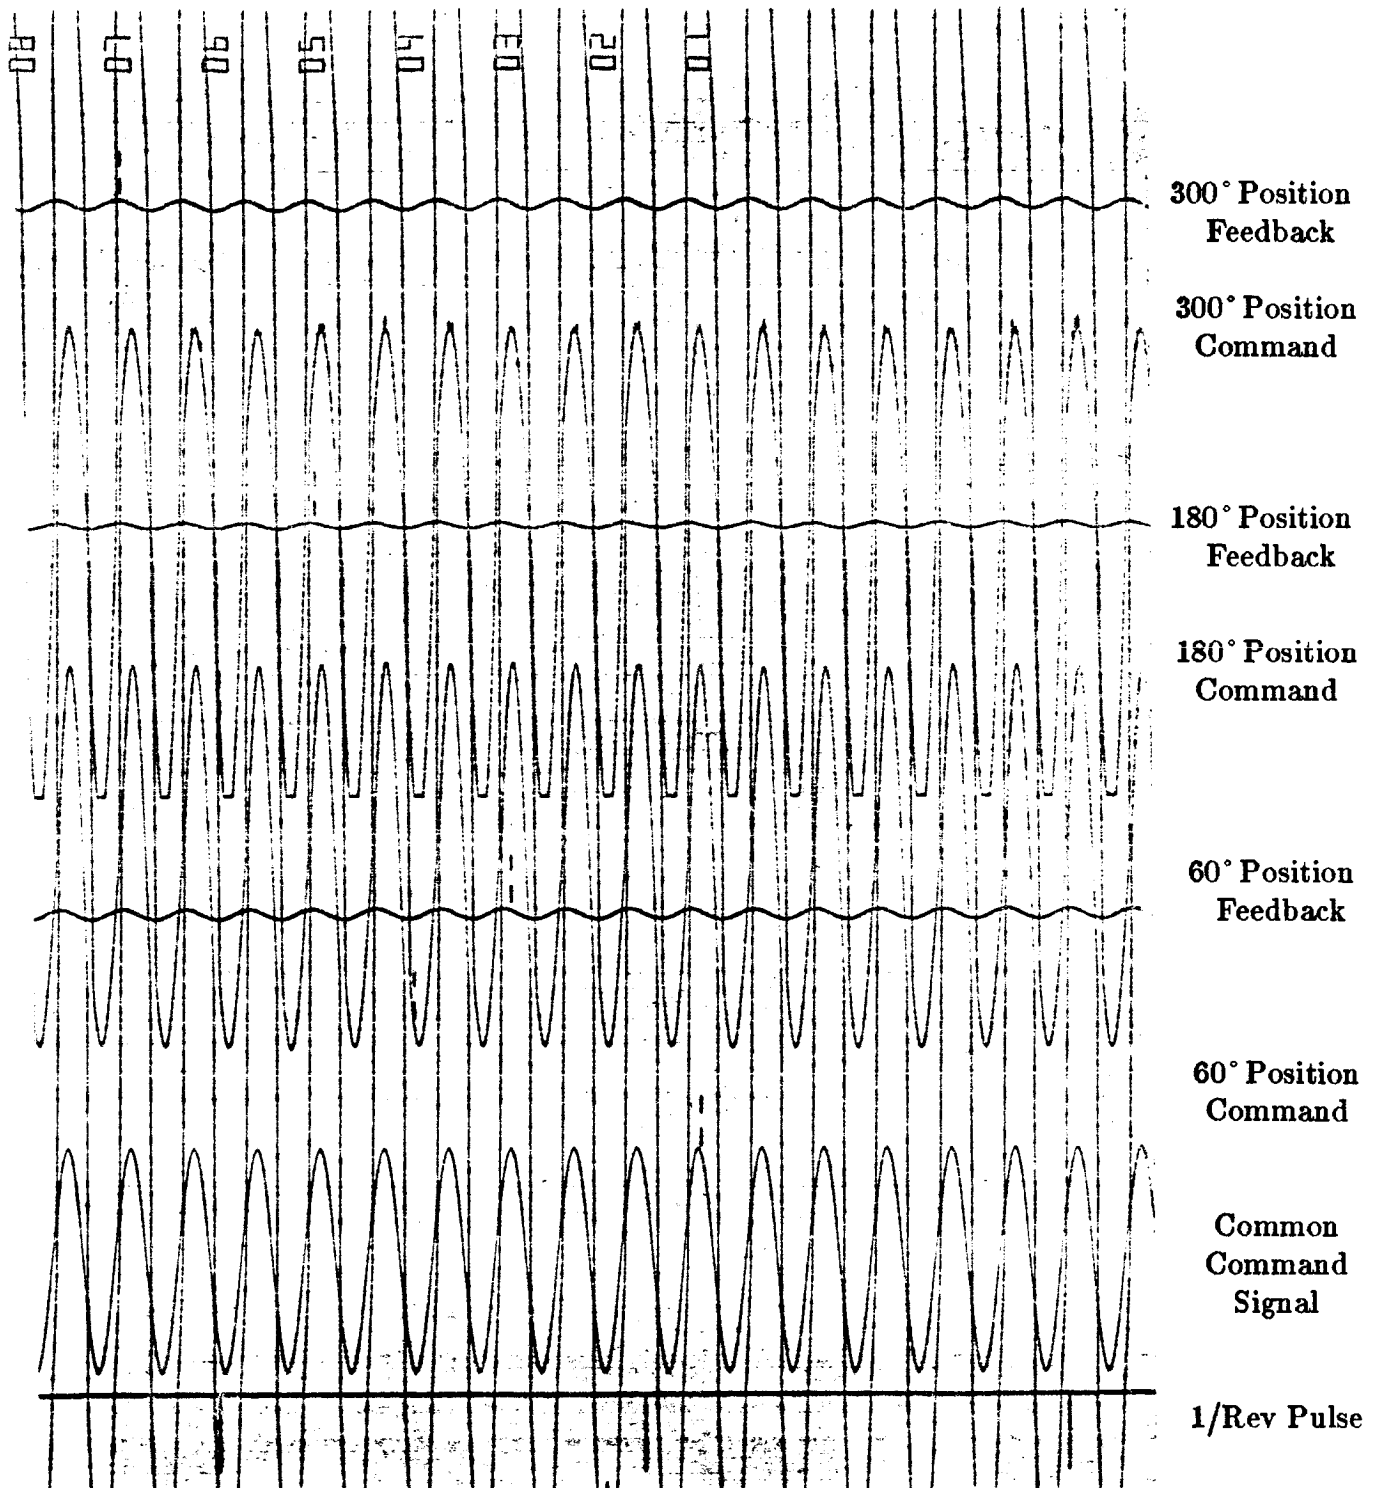 08 07 06 05 04 03 02 01
300° Position
Feedback
300° Position
Command
180° Position
Feedback
180° Position
Command
60° Position
Feedback
60° Position
Command
Common
Command
Signal
1/Rev Pulse